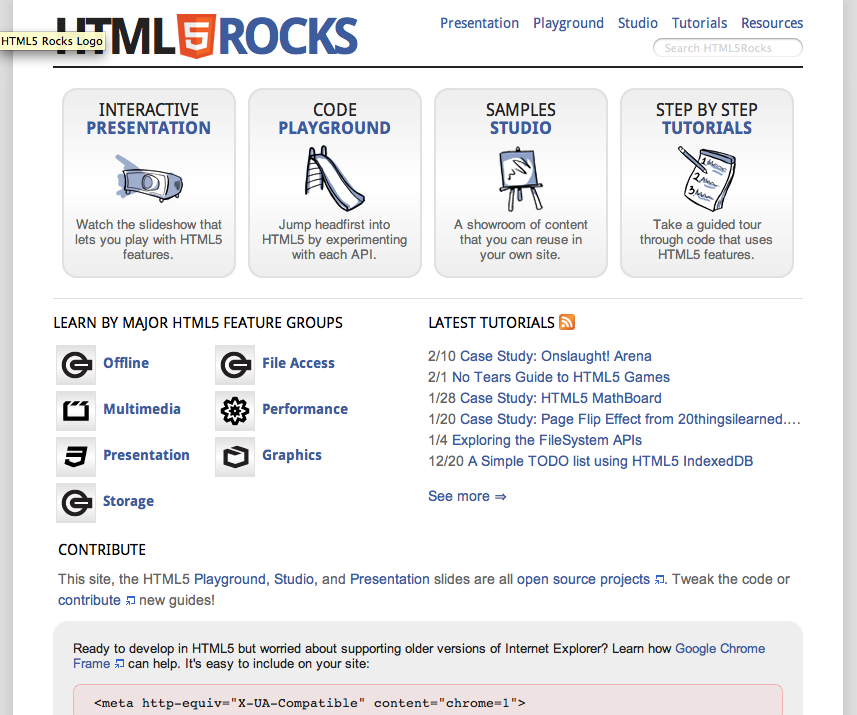 HTML5ROCKS
HTML5 Rocks Logo
Presentation Playground Studio Tutorials Resources
Search HTML5Rocks
INTERACTIVE
PRESENTATION
Watch the slideshow that
lets you play with HTML5
features.
CODE
PLAYGROUND
Jump headfirst into
HTML5 by experimenting
with each API.
SAMPLES
STUDIO
A showroom of content
that you can reuse in
your own site.
STEP BY STEP
TUTORIALS
1
2
3
Take a guided tour
through code that uses
HTML5 features.
LEARN BY MAJOR HTML5 FEATURE GROUPS
Offline
File Access
Multimedia
Performance
Presentation
Graphics
Storage
LATEST TUTORIALS
2/10 Case Study: Onslaught! Arena
2/1 No Tears Guide to HTML5 Games
1/28 Case Study: HTML5 MathBoard
1/20 Case Study: Page Flip Effect from 20thingsilearned....
1/4 Exploring the FileSystem APIs
12/20 A Simple TODO list using HTML5 IndexedDB
See more ⇒
CONTRIBUTE
This site, the HTML5 Playground, Studio, and Presentation slides are all open source projects. Tweak the code or
contribute new guides!
Ready to develop in HTML5 but worried about supporting older versions of Internet Explorer? Learn how Google Chrome
Frame can help. It's easy to include on your site:
<meta http-equiv="X-UA-Compatible" content="chrome=1">